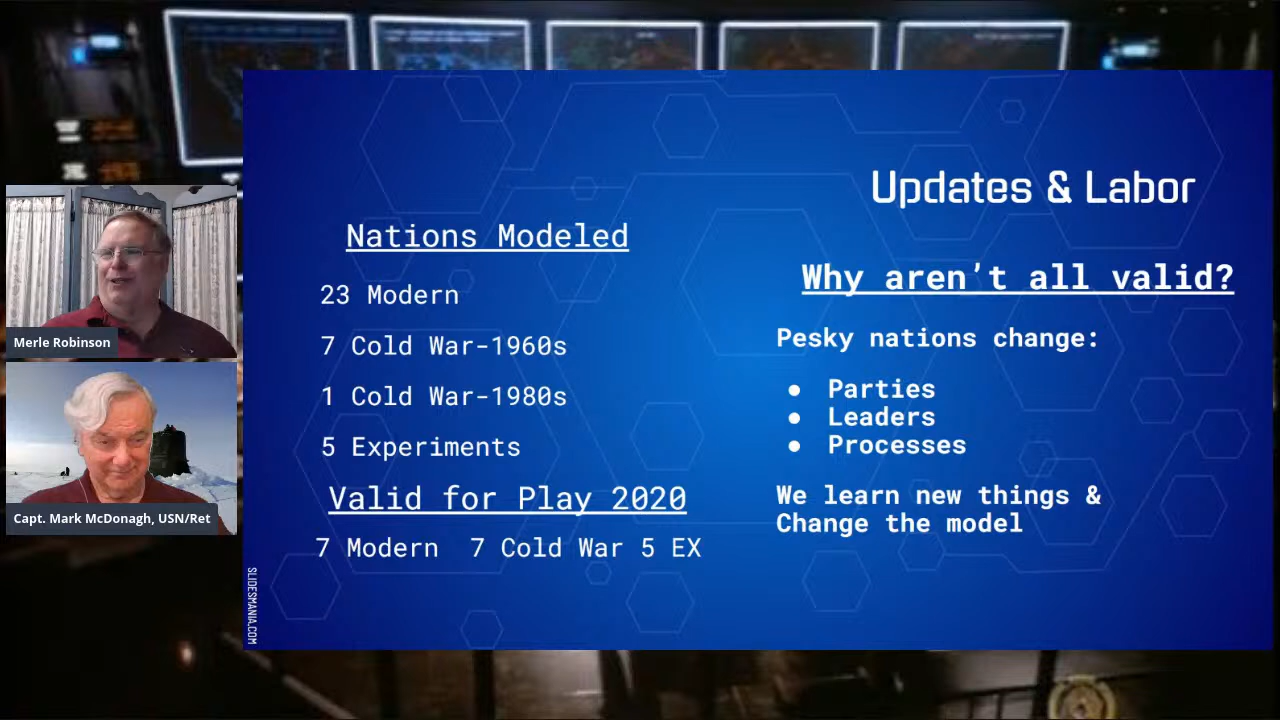 Updates & Labor
Nations Modeled
23 Modern
7 Cold War-1960s
1 Cold War-1980s
5 Experiments
Valid for Play 2020
7 Modern 7 Cold War 5 EX
Why aren’t all valid?
Pesky nations change:
● Parties
● Leaders
● Processes
We learn new things &
Change the model
SLIDESMANIA.COM
Merle Robinson
Capt. Mark McDonagh, USN/Ret